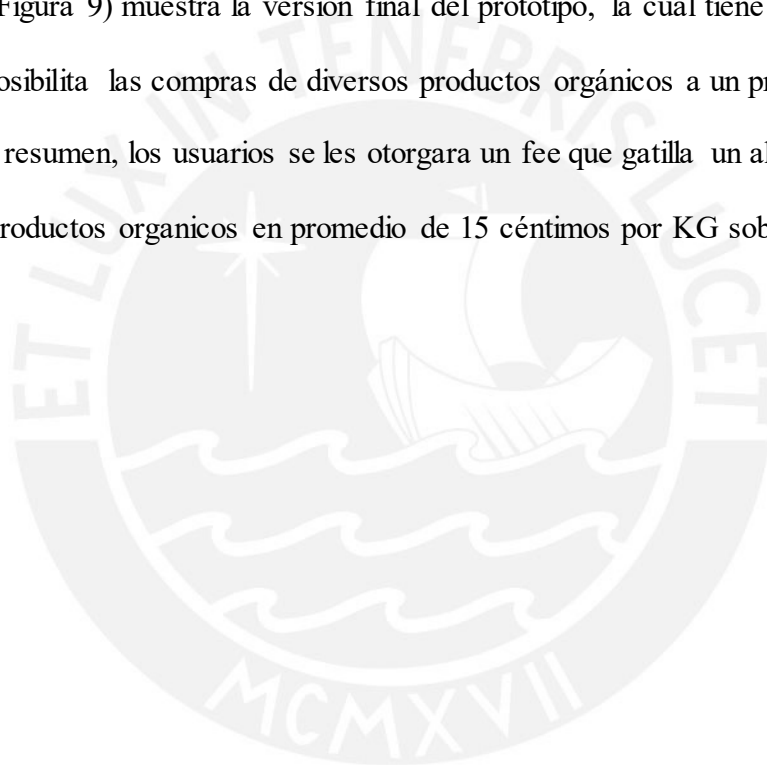 Figura 9) muestra la versión final del prototipo, la cual tiene
osibilita las compras de diversos productos orgánicos a un pr
resumen, los usuarios se les otorgara un fee que gatilla un al
roductos organicos en promedio de 15 céntimos por KG sob
ET LUX IN TENEBRIS LUCET
MCMXVII